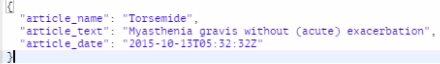 {
"article_name": "Torsemide",
"article_text": "Myasthenia gravis without (acute) exacerbation",
"article_date": "2015-10-13T05:32:32Z"
}